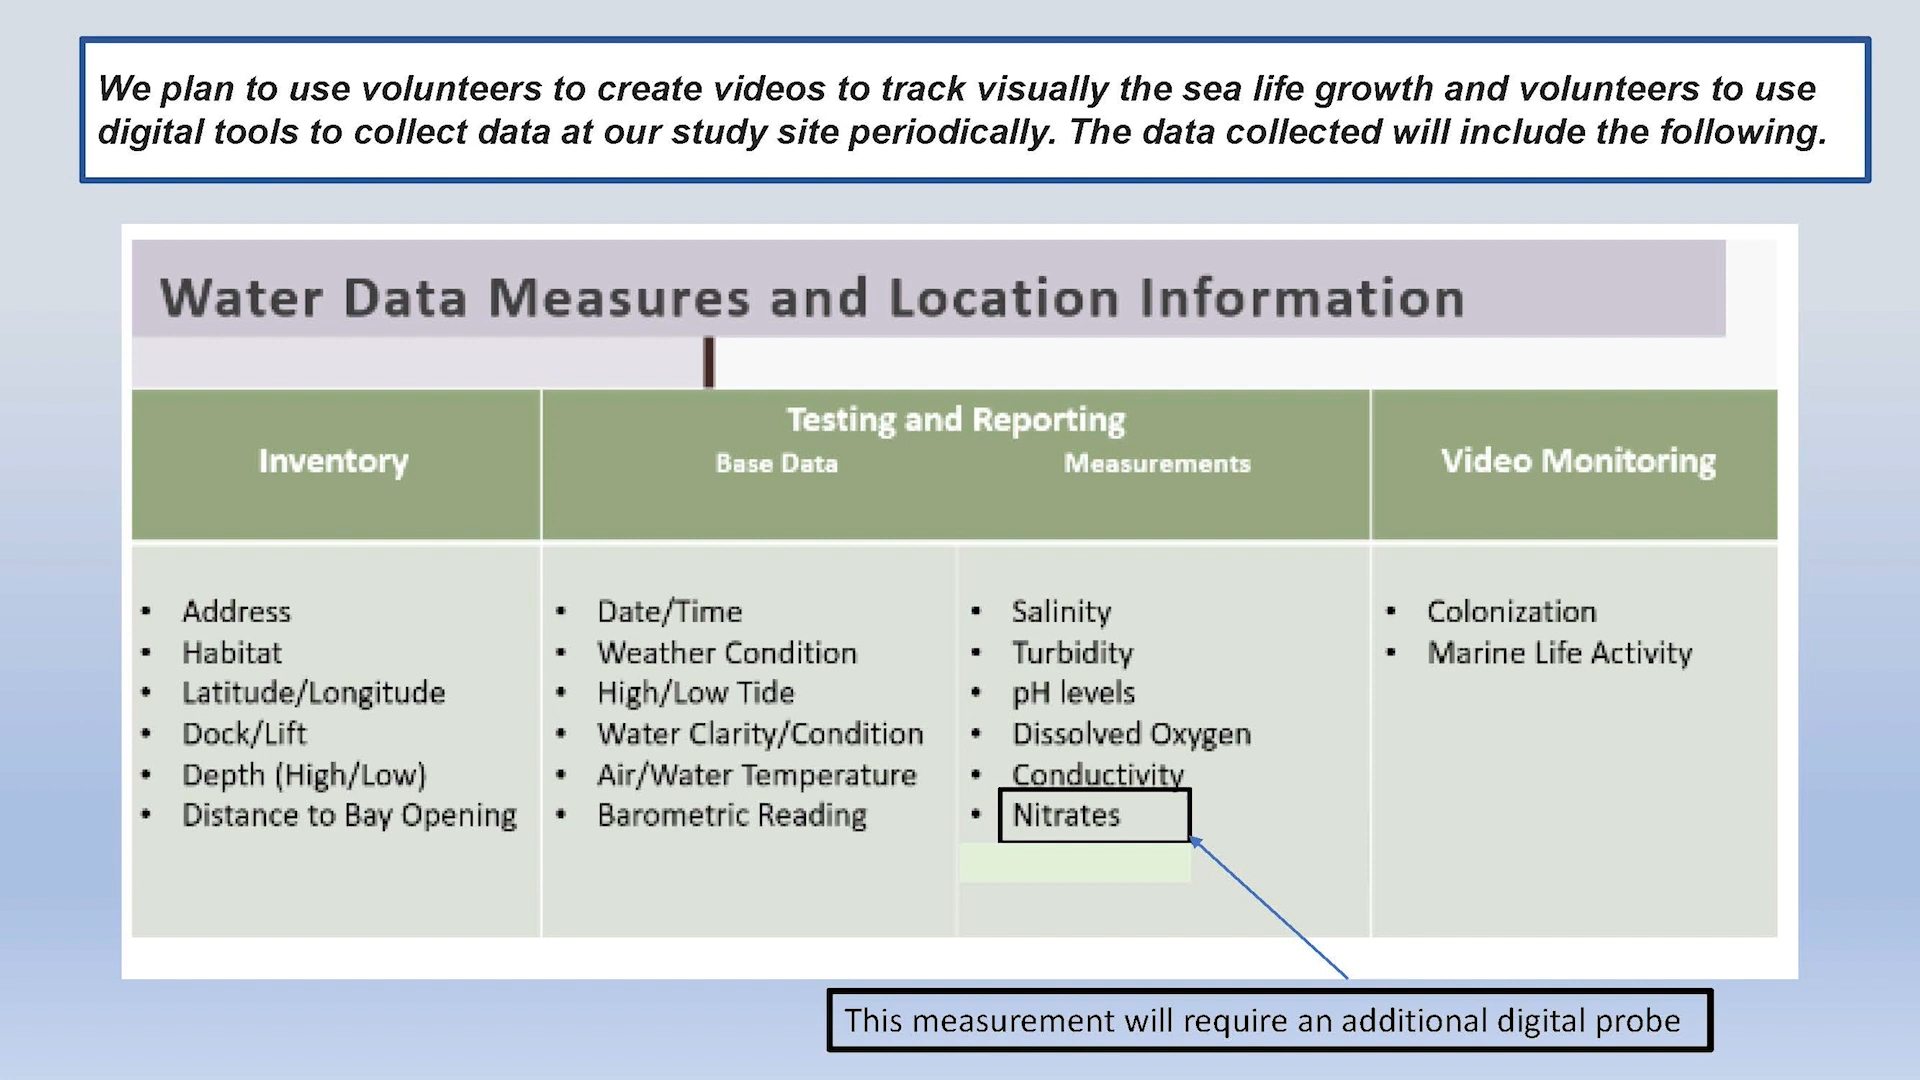 We plan to use volunteers to create videos to track visually the sea life growth and volunteers to use
digital tools to collect data at our study site periodically. The data collected will include the following.
Water Data Measures and Location Information
Inventory
Testing and Reporting
Base Data
Measurements
Video Monitoring
• Address
• Habitat
• Latitude/Longitude
• Dock/Lift
• Depth (High/Low)
• Distance to Bay Opening
• Date/Time
• Weather Condition
• High/Low Tide
• Water Clarity/Condition
• Air/Water Temperature
• Barometric Reading
• Salinity
• Turbidity
• pH levels
• Dissolved Oxygen
• Conductivity
• Nitrates
• Colonization
• Marine Life Activity
This measurement will require an additional digital probe